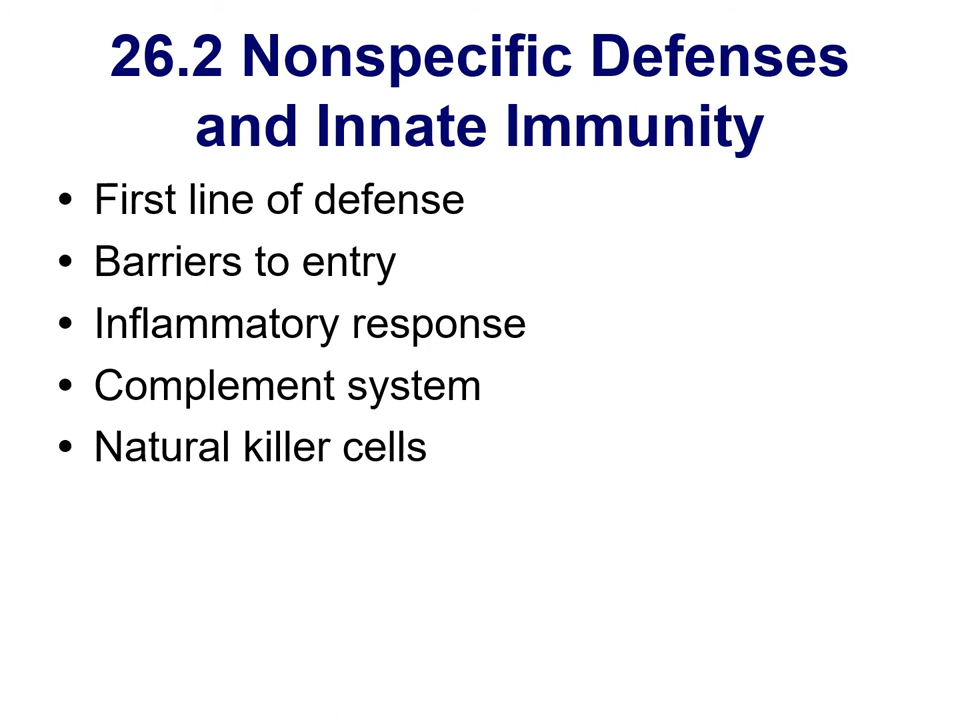 26.2 Nonspecific Defenses
and Innate Immunity
• First line of defense
• Barriers to entry
• Inflammatory response
• Complement system
• Natural killer cells